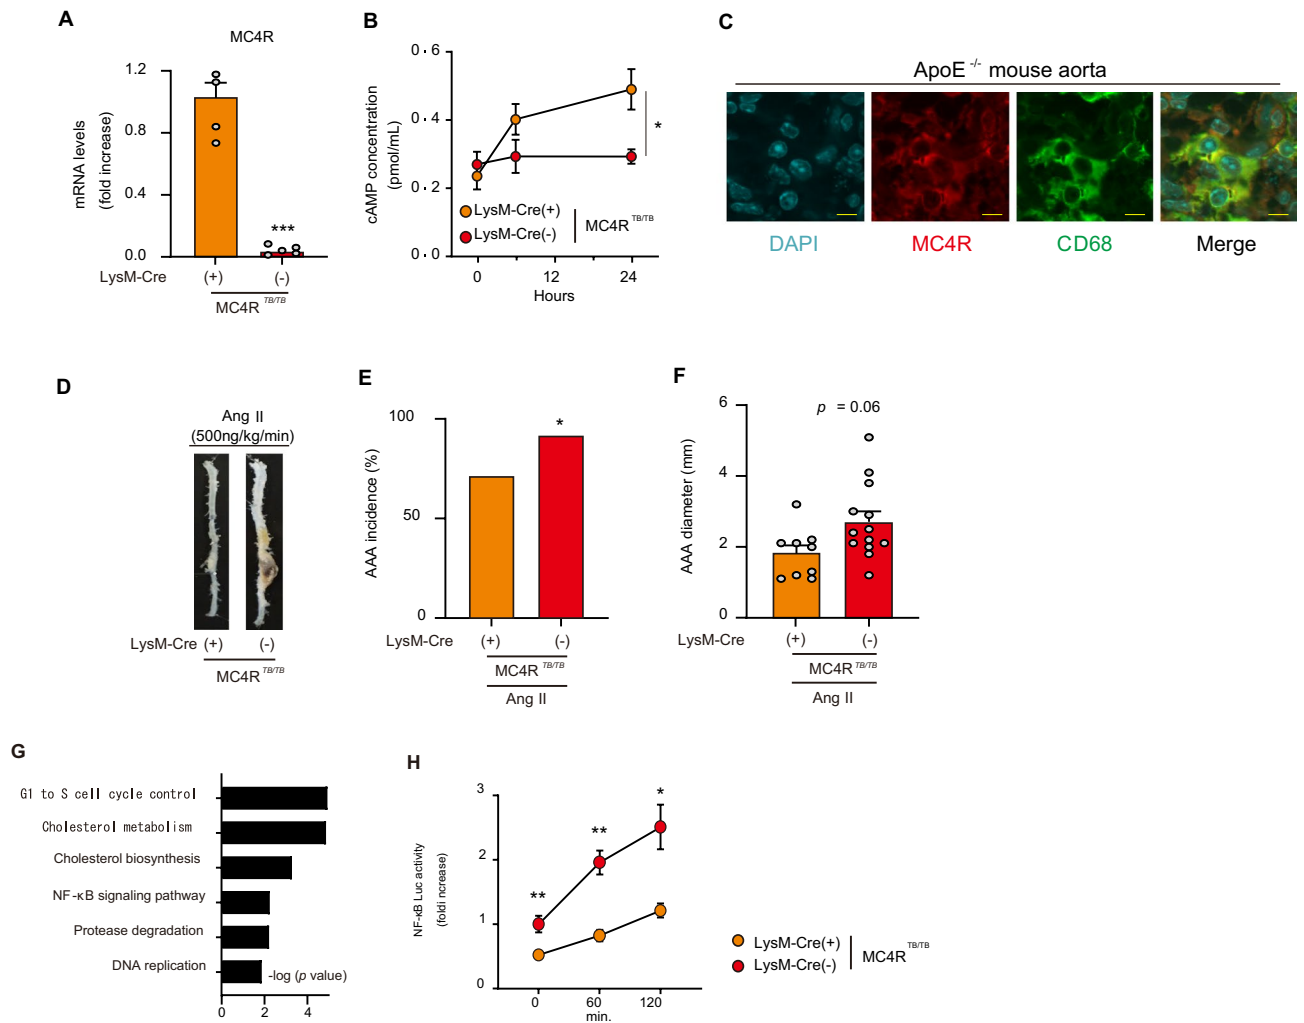 A
MC4R
mRNA levels
(fold increase)
1.2
0.8
0.4
0.0
***
LysM-Cre
(+)
(-)
MC4R TB/TB
B
cAMP concentration
(pmol/mL)
0·6
0·4
0·2
0·0
*
LysM-Cre(+)
LysM-Cre(-)
MC4R TB/TB
0
12
24
Hours
C
ApoE -/- mouse aorta
DAPI
MC4R
CD68
Merge
D
Ang II
(500ng/kg/min)
LysM-Cre
(+)
(-)
MC4R TB/TB
E
AAA incidence (%)
100
50
0
*
(+)
(-)
MC4R TB/TB
Ang II
F
AAA diameter (mm)
6
4
2
0
p = 0.06
LysM-Cre
(+)
(-)
MC4R TB/TB
Ang II
G
G1 to S cell cycle control
Cholesterol metabolism
Cholesterol biosynthesis
NF-κB signaling pathway
Protease degradation
DNA replication
-log (p value)
0
2
4
H
NF-κB Luc activity
(foldi ncrease)
3
2
1
0
**
**
*
0
60
120
min.
LysM-Cre(+)
LysM-Cre(-)
MC4R TB/TB